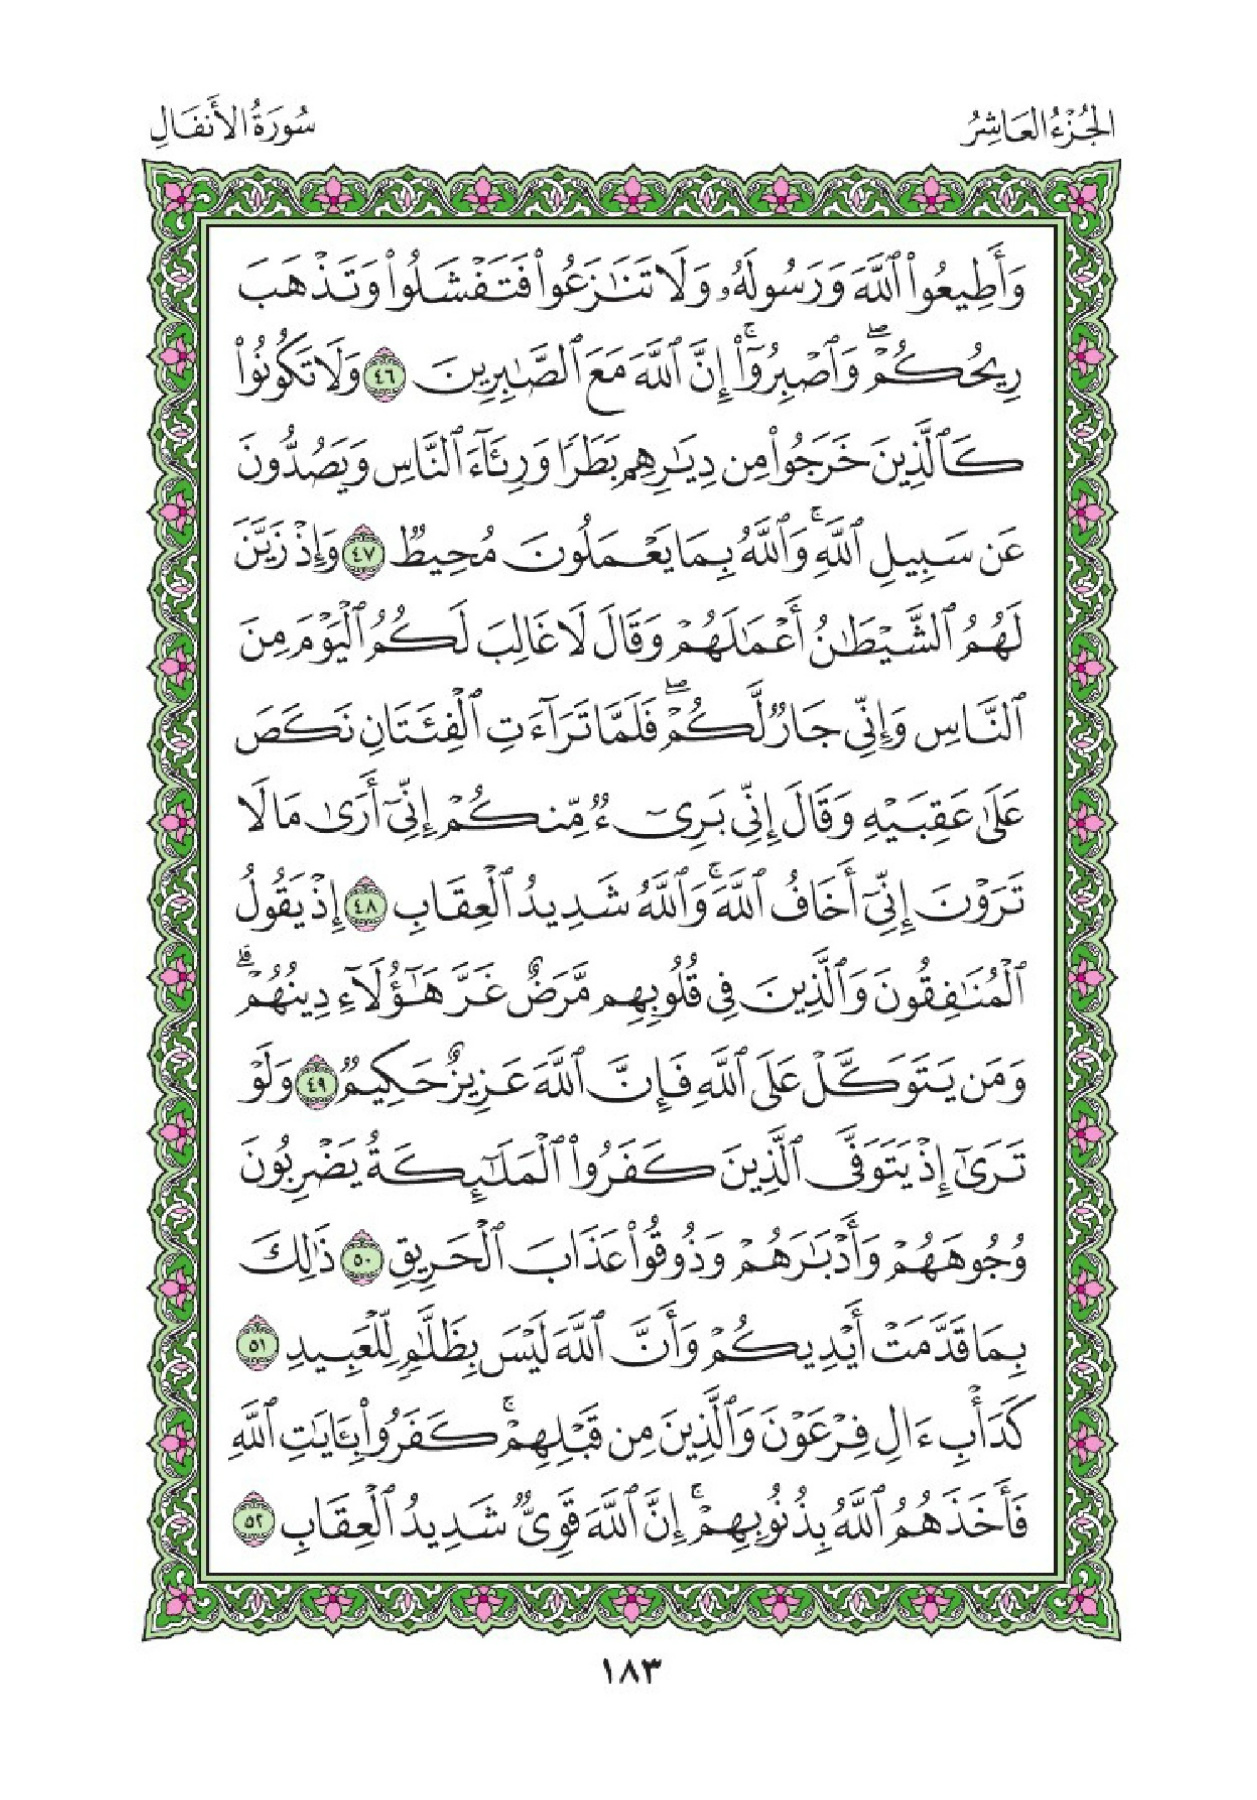 الجُزْءُ العَاشِرُ
سُورَةُ الأَنفَالِ
وَأَطِيعُواْ ٱللَّهَ وَرَسُولَهُۥ وَلَا تَنَٰزَعُواْ فَتَفْشَلُواْ وَتَذْهَبَ
رِيحُكُمْۖ وَٱصْبِرُوٓاْۚ إِنَّ ٱللَّهَ مَعَ ٱلصَّٰبِرِينَ ٤٦ وَلَا تَكُونُواْ
كَٱلَّذِينَ خَرَجُواْ مِن دِيَٰرِهِم بَطَرًا وَرِئَآءَ ٱلنَّاسِ وَيَصُدُّونَ
عَن سَبِيلِ ٱللَّهِۚ وَٱللَّهُ بِمَا يَعْمَلُونَ مُحِيطٌ ٤٧ وَإِذْ زَيَّنَ
لَهُمُ ٱلشَّيْطَٰنُ أَعْمَٰلَهُمْ وَقَالَ لَا غَالِبَ لَكُمُ ٱلْيَوْمَ مِنَ
ٱلنَّاسِ وَإِنِّي جَارٌ لَّكُمْۖ فَلَمَّا تَرَآءَتِ ٱلْفِئَتَانِ نَكَصَ
عَلَىٰ عَقِبَيْهِ وَقَالَ إِنِّي بَرِيٓءٌ مِّنكُمْ إِنِّيٓ أَرَىٰ مَا لَا
تَرَوْنَ إِنِّيٓ أَخَافُ ٱللَّهَۚ وَٱللَّهُ شَدِيدُ ٱلْعِقَابِ ٤٨ إِذْ يَقُولُ
ٱلْمُنَٰفِقُونَ وَٱلَّذِينَ فِي قُلُوبِهِم مَّرَضٌ غَرَّ هَٰٓؤُلَآءِ دِينُهُمْۗ
وَمَن يَتَوَكَّلْ عَلَى ٱللَّهِ فَإِنَّ ٱللَّهَ عَزِيزٌ حَكِيمٌ ٤٩ وَلَوْ
تَرَىٰٓ إِذْ يَتَوَفَّى ٱلَّذِينَ كَفَرُواْ ٱلْمَلَٰٓئِكَةُ يَضْرِبُونَ
وُجُوهَهُمْ وَأَدْبَٰرَهُمْ وَذُوقُواْ عَذَابَ ٱلْحَرِيقِ ٥٠ ذَٰلِكَ
بِمَا قَدَّمَتْ أَيْدِيكُمْ وَأَنَّ ٱللَّهَ لَيْسَ بِظَلَّٰمٍ لِّلْعَبِيدِ ٥١
كَدَأْبِ ءَالِ فِرْعَوْنَ وَٱلَّذِينَ مِن قَبْلِهِمْۚ كَفَرُواْ بِـَٔايَٰتِ ٱللَّهِ
فَأَخَذَهُمُ ٱللَّهُ بِذُنُوبِهِمْۚ إِنَّ ٱللَّهَ قَوِيٌّ شَدِيدُ ٱلْعِقَابِ ٥٢
١٨٣